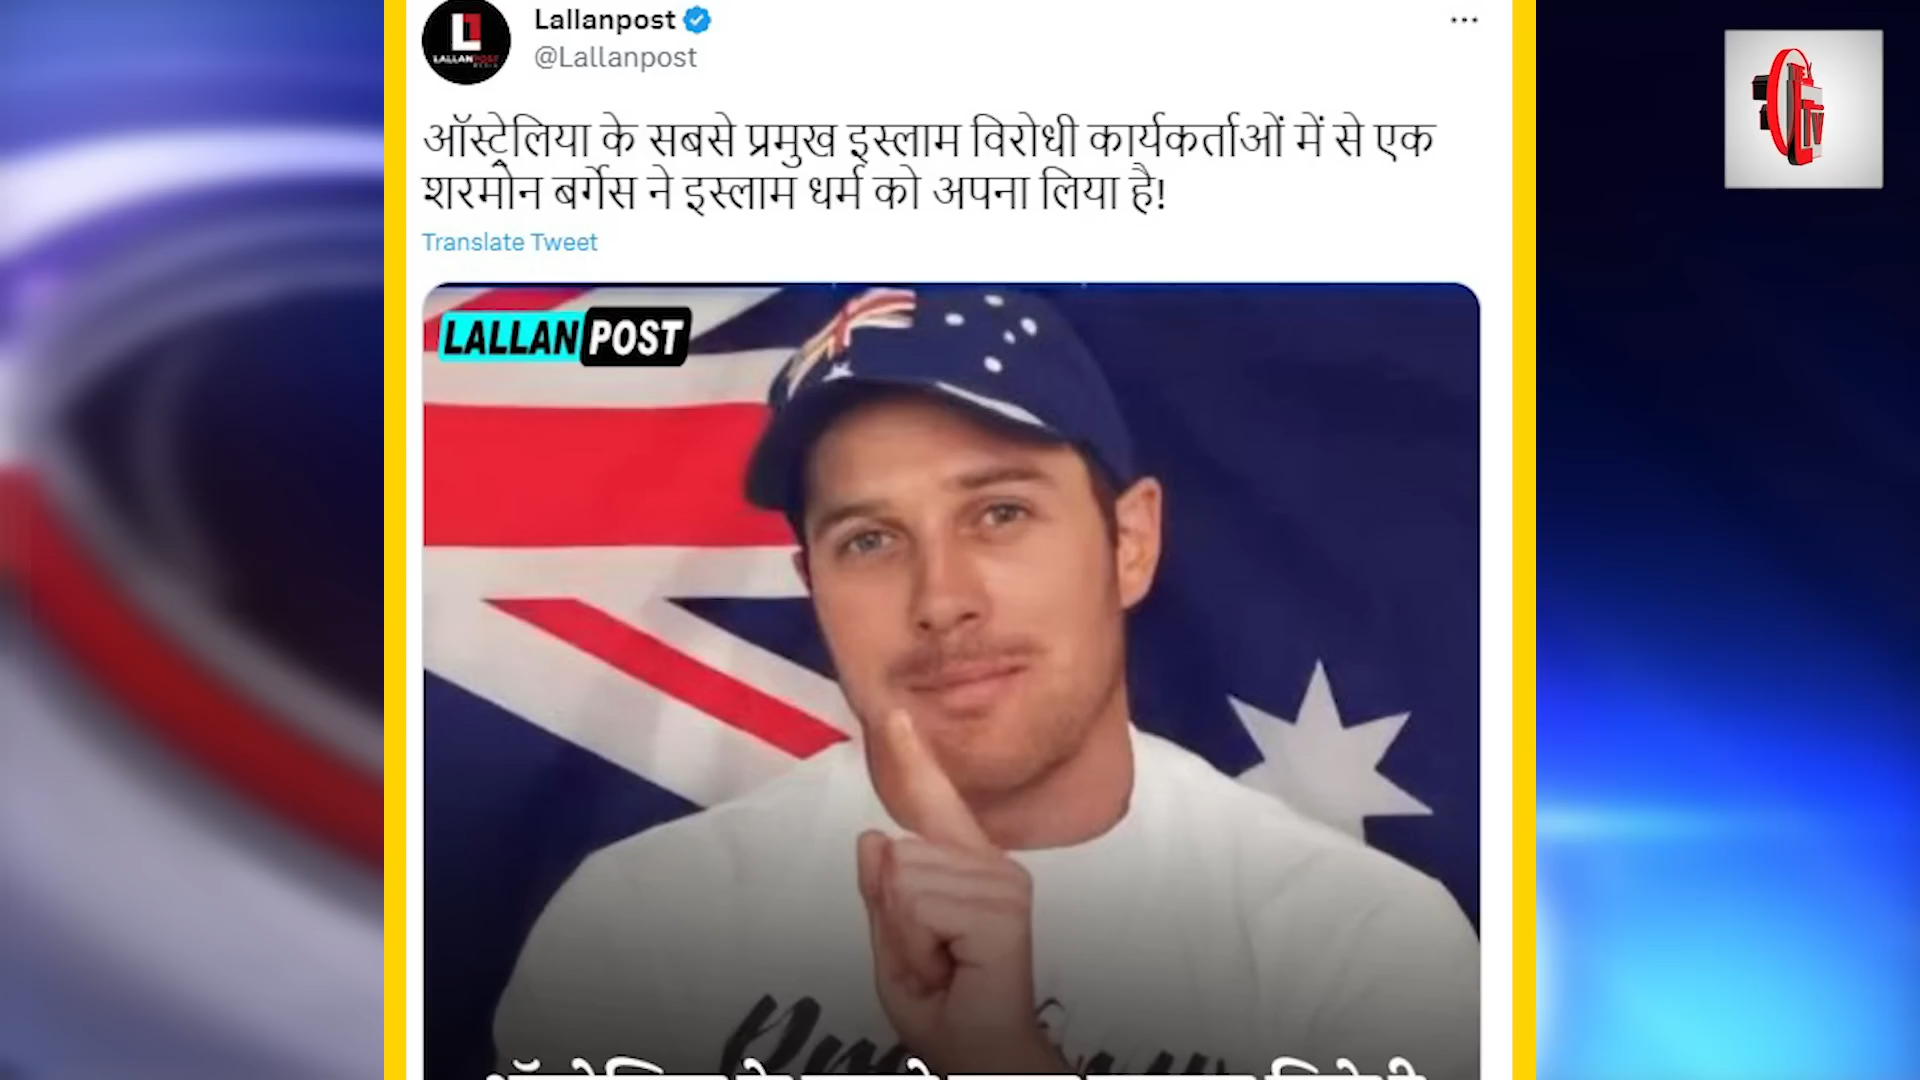 Lallanpost
@Lallanpost
ऑस्ट्रेलिया के सबसे प्रमुख इस्लाम विरोधी कार्यकर्ताओं में से एक
शरमोन बर्गेस ने इस्लाम धर्म को अपना लिया है!
Translate Tweet
LALLAN POST